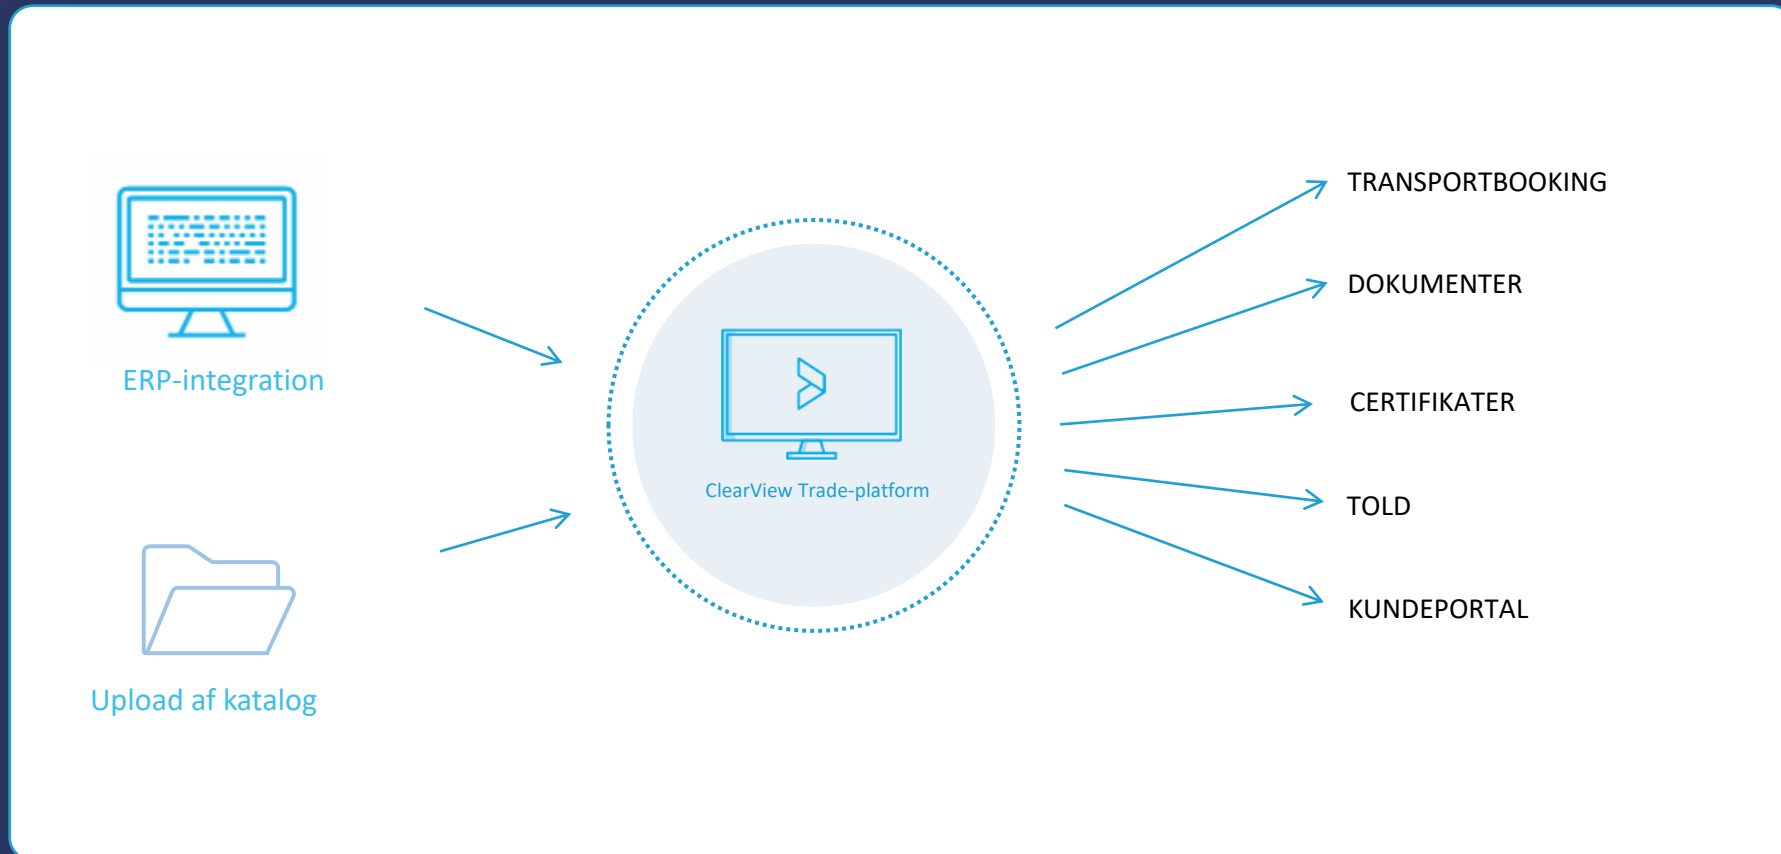 ERP-integration
Upload af katalog
ClearView Trade-platform
TRANSPORTBOOKING
DOKUMENTER
CERTIFIKATER
TOLD
KUNDEPORTAL